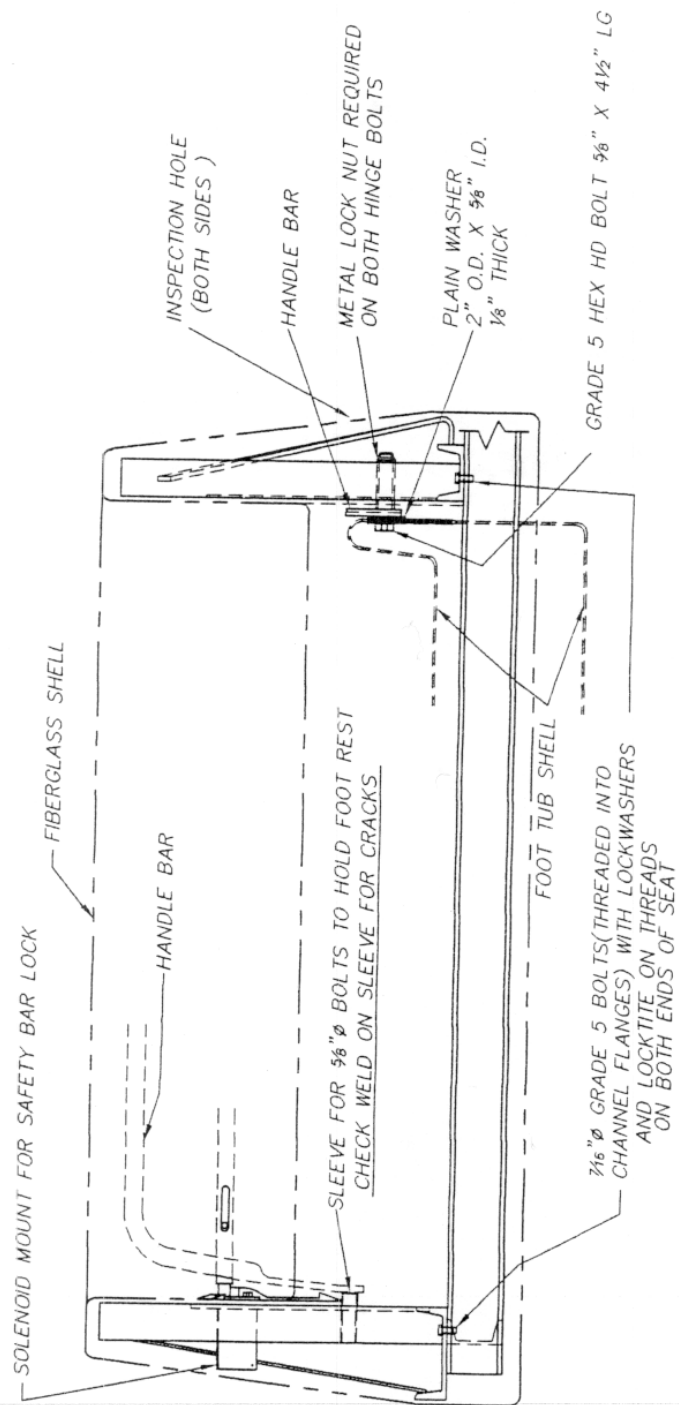 SOLENOID MOUNT FOR SAFETY BAR LOCK
FIBERGLASS SHELL
HANDLE BAR
INSPECTION HOLE
(BOTH SIDES )
HANDLE BAR
METAL LOCK NUT REQUIRED
ON BOTH HINGE BOLTS
PLAIN WASHER
2" O.D. X 5/8" I.D.
1/8" THICK
GRADE 5 HEX HD BOLT 5/8" X 4 1/2" LG
SLEEVE FOR 5/8"Ø BOLTS TO HOLD FOOT REST
CHECK WELD ON SLEEVE FOR CRACKS
FOOT TUB SHELL
7/16"Ø GRADE 5 BOLTS(THREADED INTO
CHANNEL FLANGES) WITH LOCKWASHERS
AND LOCKTITE ON THREADS
ON BOTH ENDS OF SEAT